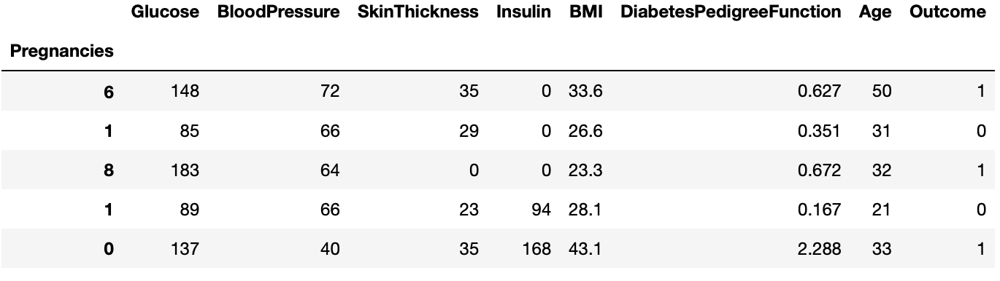 Glucose BloodPressure SkinThickness Insulin BMI DiabetesPedigreeFunction Age Outcome
Pregnancies
6 148 72 35 0 33.6 0.627 50 1
1 85 66 29 0 26.6 0.351 31 0
8 183 64 0 0 23.3 0.672 32 1
1 89 66 23 94 28.1 0.167 21 0
0 137 40 35 168 43.1 2.288 33 1